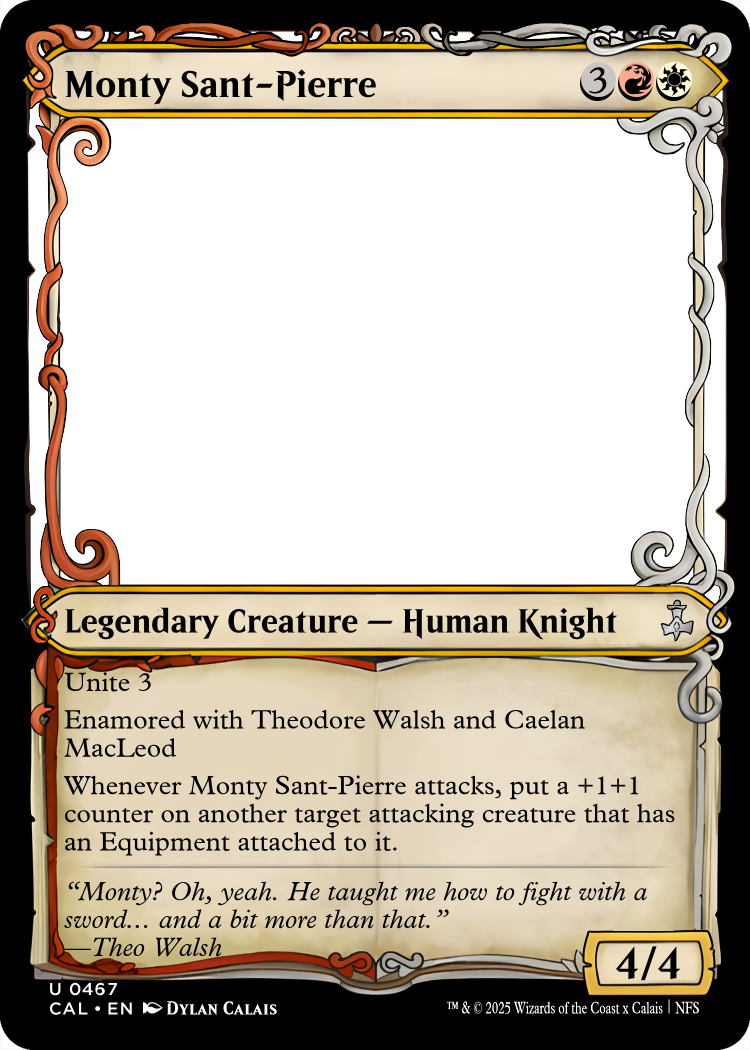 Monty Sant-Pierre 3
Legendary Creature — Human Knight
Unite 3
Enamored with Theodore Walsh and Caelan
MacLeod
Whenever Monty Sant-Pierre attacks, put a +1+1
counter on another target attacking creature that has
an Equipment attached to it.
“Monty? Oh, yeah. He taught me how to fight with a
sword... and a bit more than that.”
—Theo Walsh
4/4
U 0467
CAL • EN DYLAN CALAIS
™ & © 2025 Wizards of the Coast x Calais | NFS